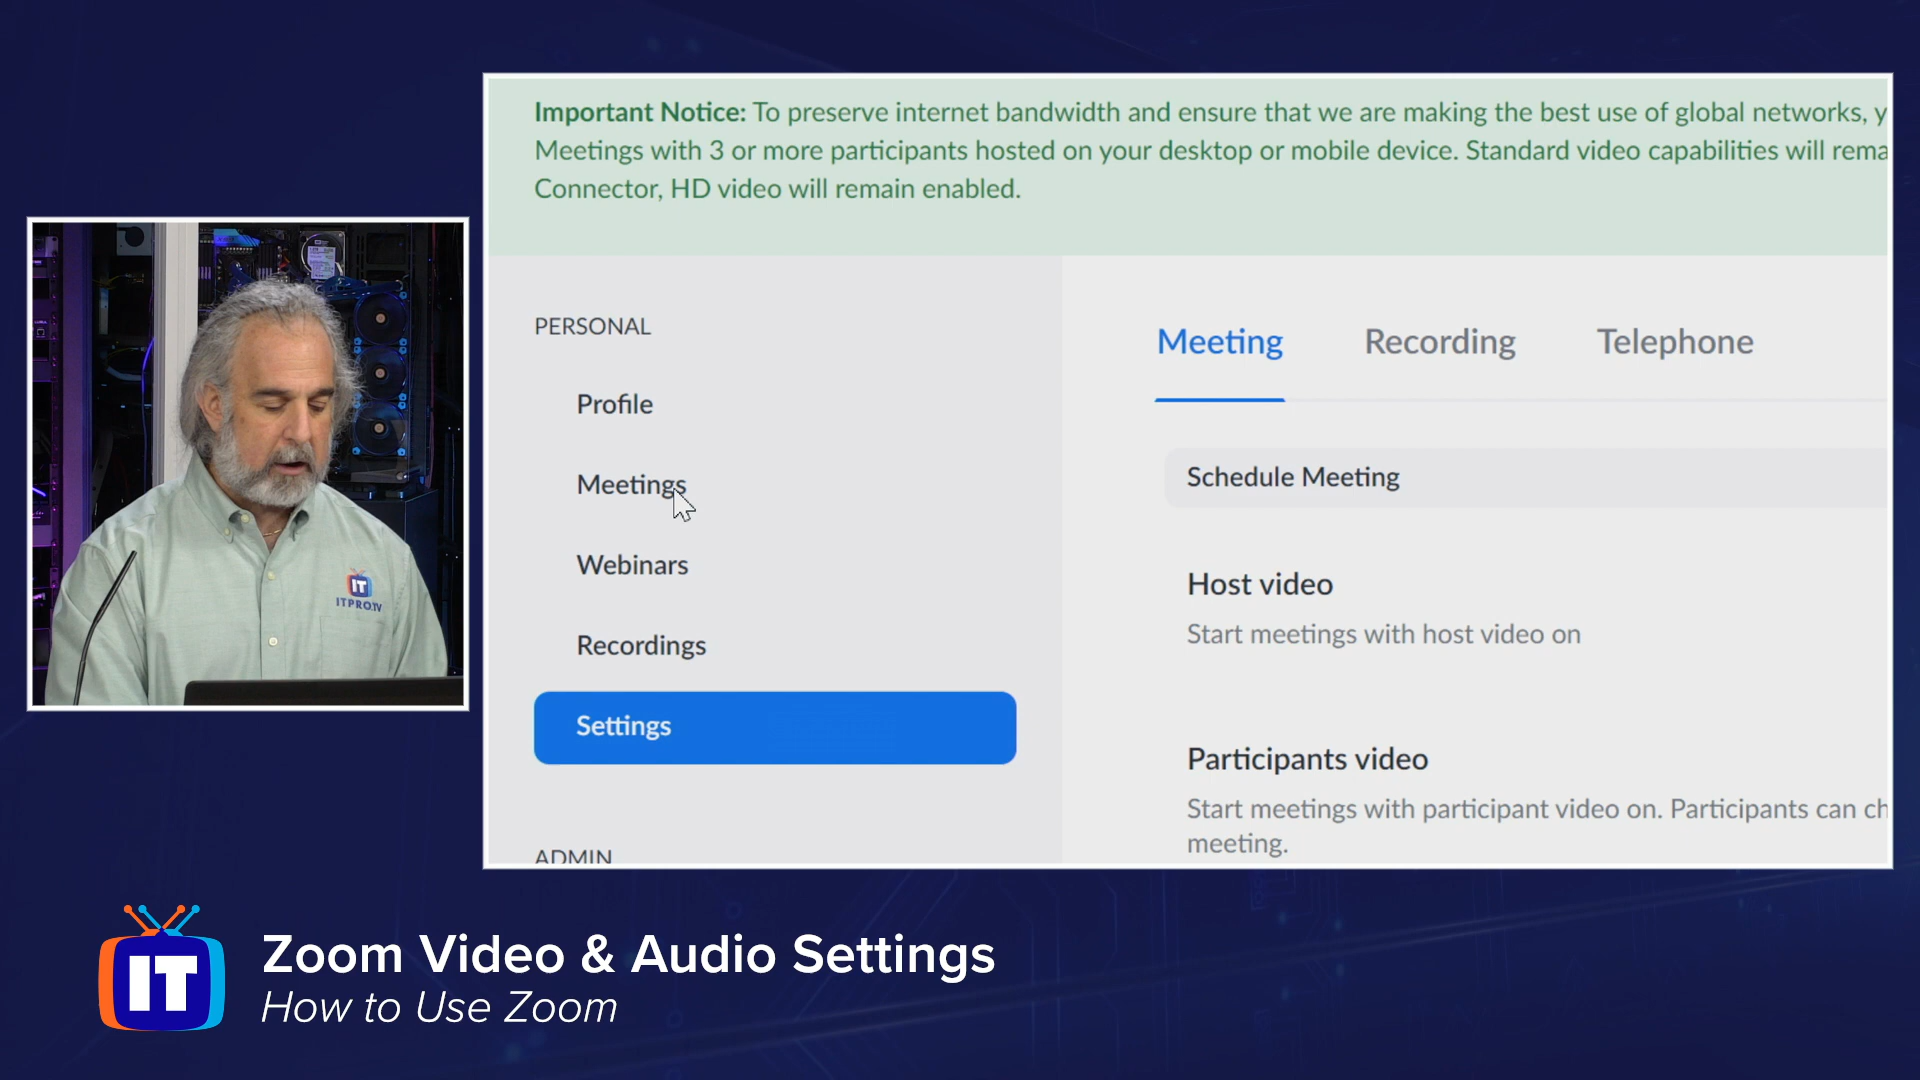 Important Notice: To preserve internet bandwidth and ensure that we are making the best use of global networks, y
Meetings with 3 or more participants hosted on your desktop or mobile device. Standard video capabilities will rema
Connector, HD video will remain enabled.
PERSONAL
Profile
Meetings
Webinars
Recordings
Settings
ADMIN
Meeting Recording Telephone
Schedule Meeting
Host video
Start meetings with host video on
Participants video
Start meetings with participant video on. Participants can ch
meeting.
IT
ITPRO.TV
IT
Zoom Video & Audio Settings
How to Use Zoom